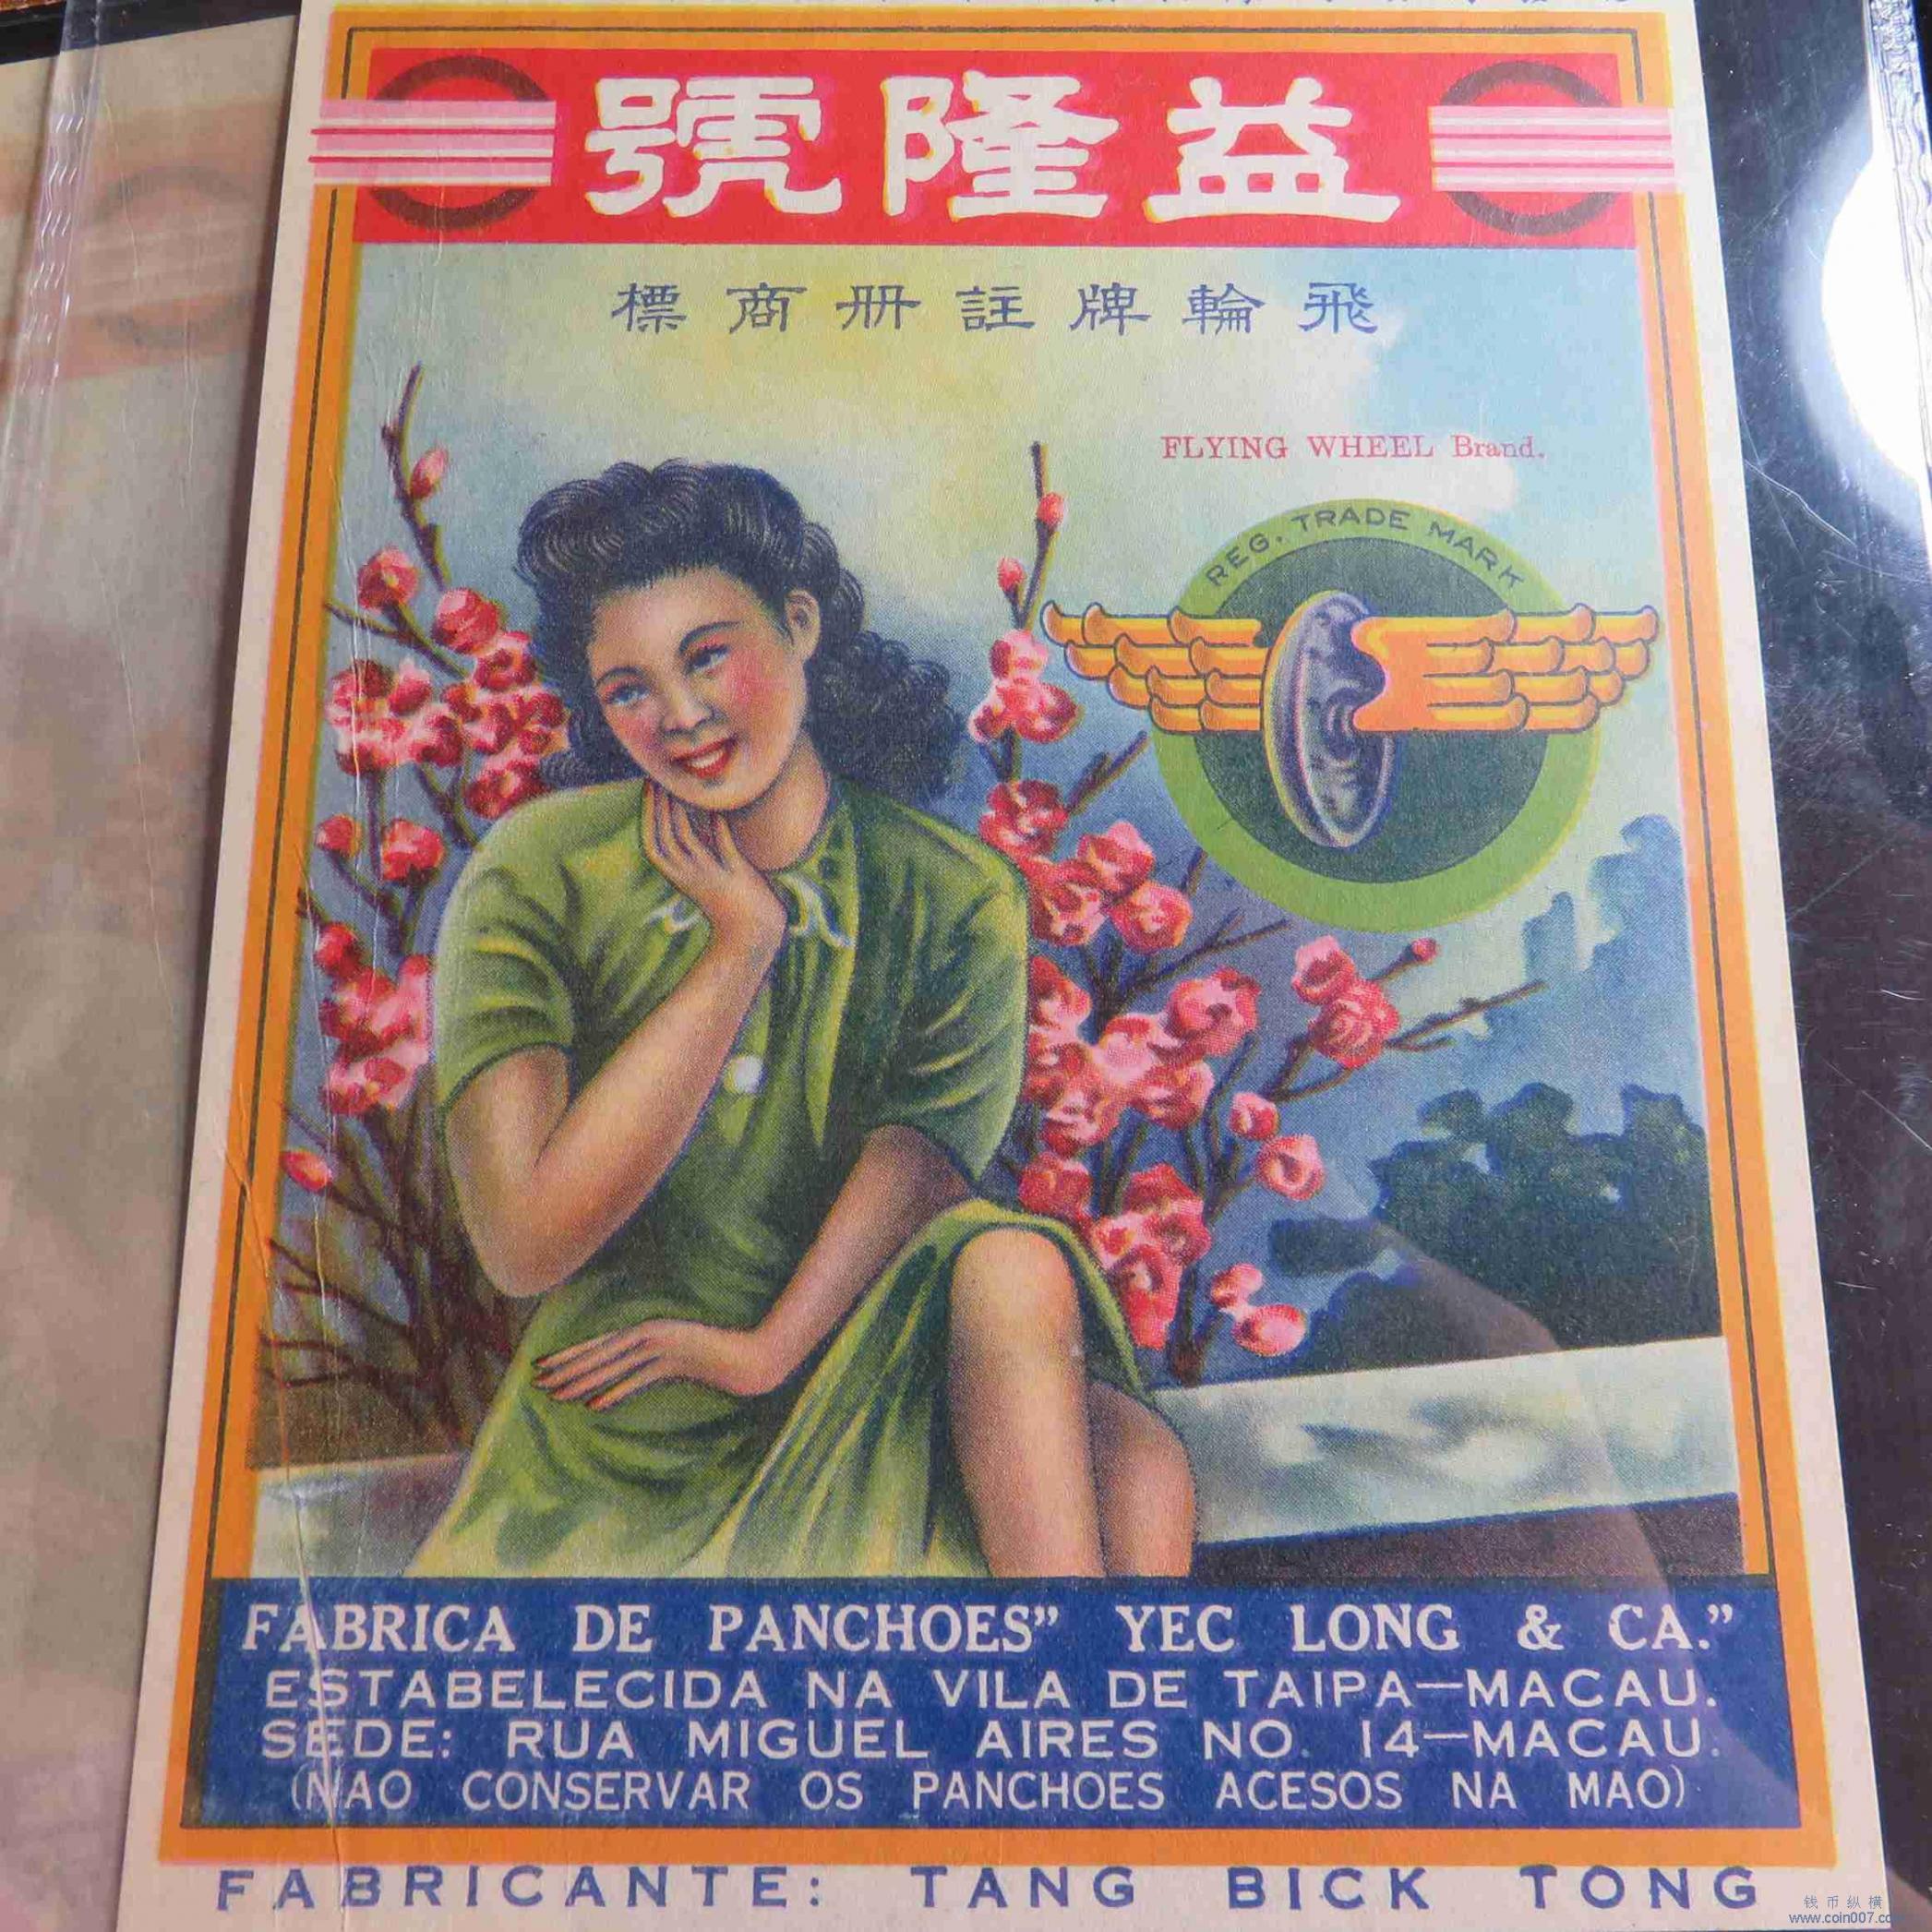 益隆號
飛輪牌註冊商標
FLYING WHEEL Brand.
REG. TRADE MARK
FABRICA DE PANCHOES" YEC LONG & CA."
ESTABELECIDA NA VILA DE TAIPA—MACAU.
SEDE: RUA MIGUEL AIRES NO. 14—MACAU.
(NAO CONSERVAR OS PANCHOES ACESOS NA MAO)
FABRICANTE: TANG BICK TONG
钱币纵横
www.coin007.c